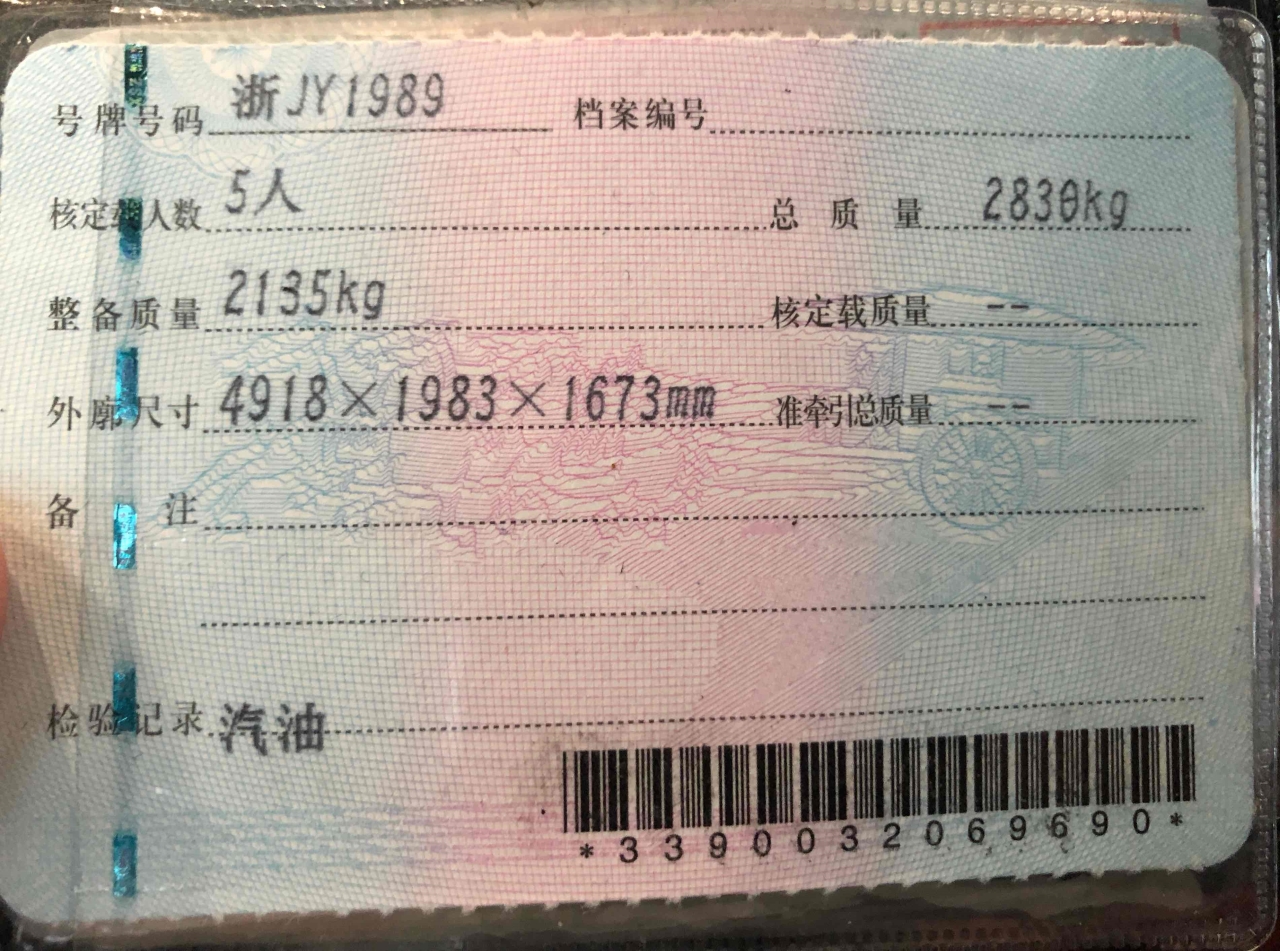 号牌号码 浙JY1989 档案编号
核定载人数 5人 总质量 2830kg
整备质量 2135kg 核定载质量 --
外廓尺寸 4918×1983×1673mm 准牵引总质量 --
备注
检验记录 汽油
*3390032069690*